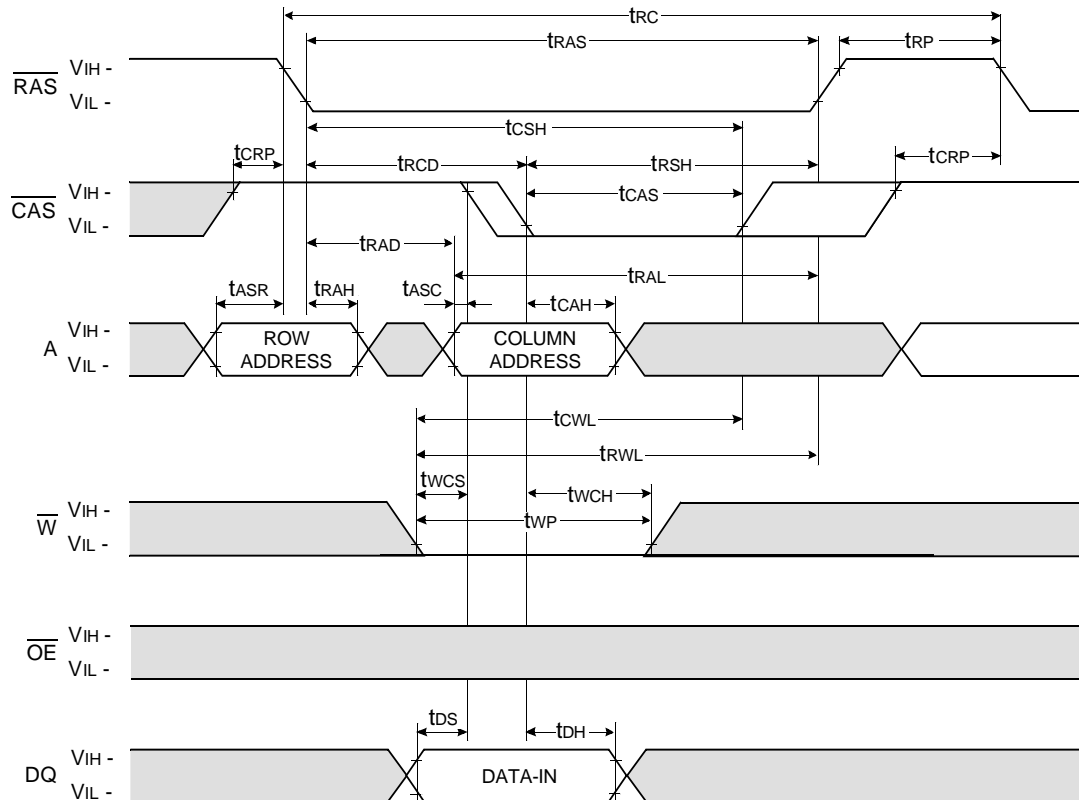 tRC
tRAS
tRP
RAS
VIH -
VIL -
tCSH
tCRP
tRCD
tRSH
tCRP
CAS
VIH -
VIL -
tCAS
tRAD
tRAL
tASR
tRAH
tASC
tCAH
A
VIH -
VIL -
ROW
ADDRESS
COLUMN
ADDRESS
tCWL
tRWL
tWCS
tWCH
W
VIH -
VIL -
tWP
OE
VIH -
VIL -
tDS
tDH
DQ
VIH -
VIL -
DATA-IN